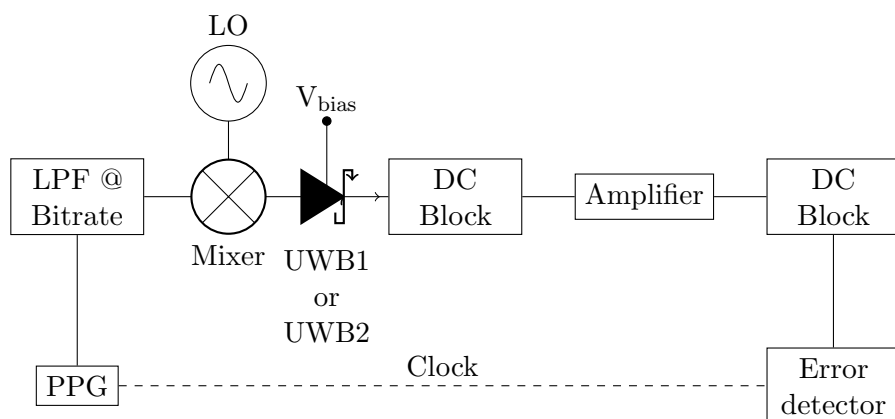 LO
V_bias
LPF @
Bitrate
Mixer
UWB1
or
UWB2
DC
Block
Amplifier
DC
Block
PPG
Clock
Error
detector